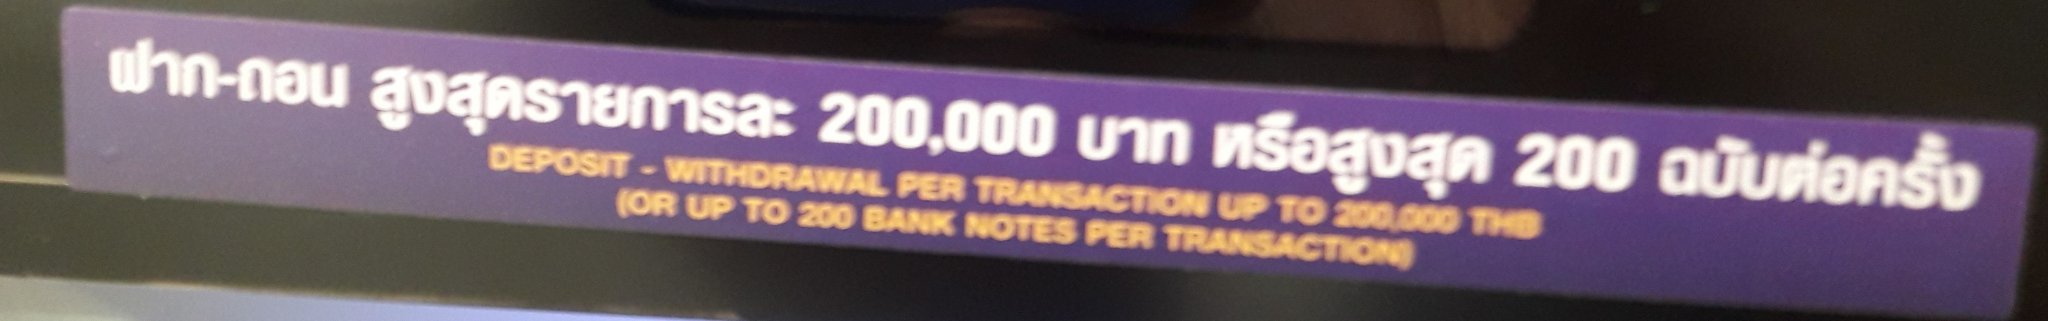 ฝาก-ถอน สูงสุดรายการละ 200,000 บาท หรือสูงสุด 200 ฉบับต่อครั้ง
DEPOSIT - WITHDRAWAL PER TRANSACTION UP TO 200,000 THB
(OR UP TO 200 BANK NOTES PER TRANSACTION)